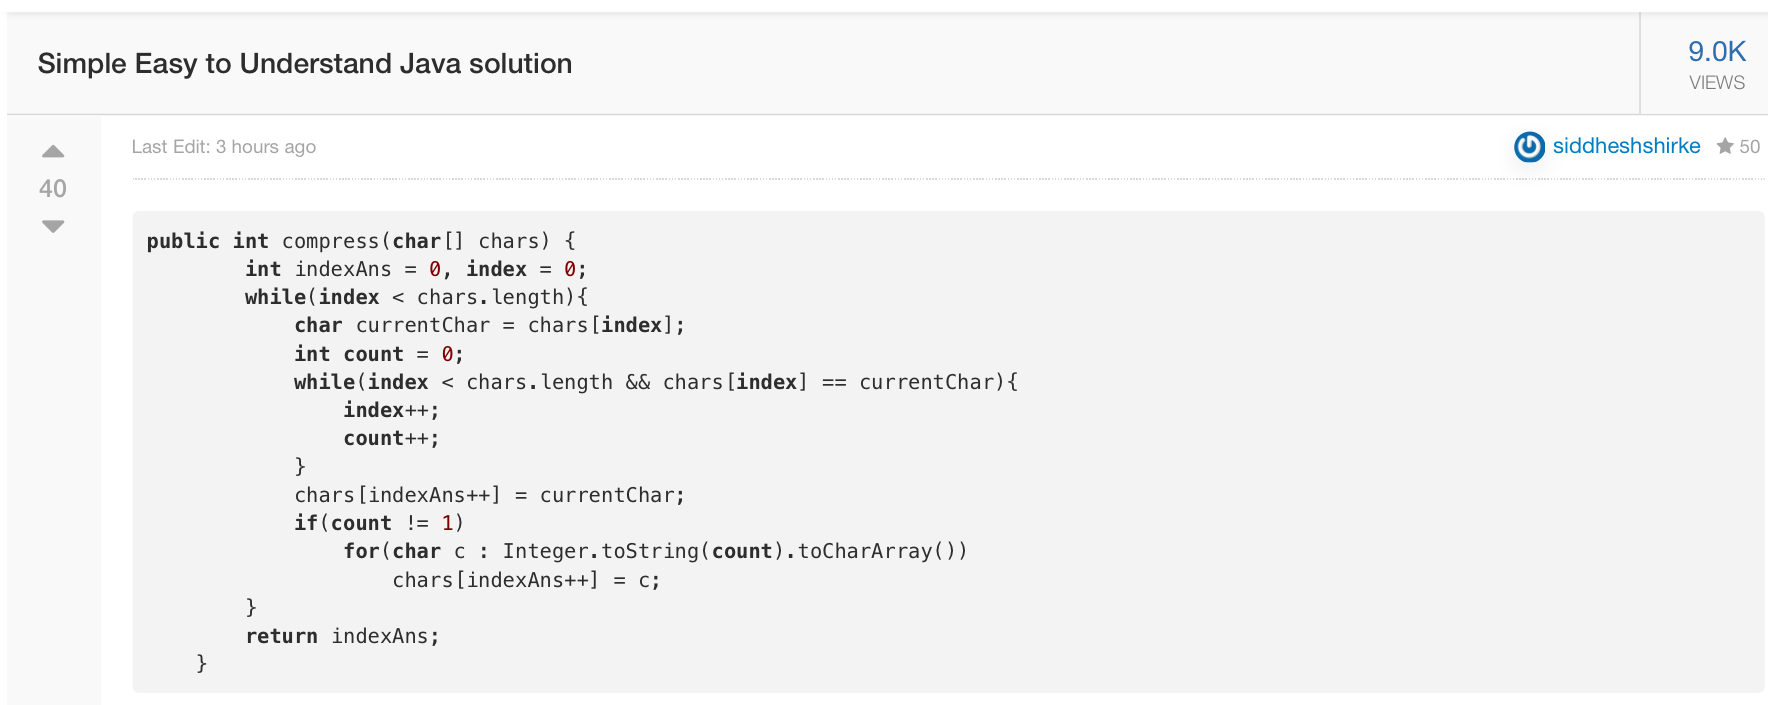 Simple Easy to Understand Java solution
9.0K
VIEWS
Last Edit: 3 hours ago
siddheshshirke
50
40
public int compress(char[] chars) {
        int indexAns = 0, index = 0;
        while(index < chars.length){
            char currentChar = chars[index];
            int count = 0;
            while(index < chars.length && chars[index] == currentChar){
                index++;
                count++;
            }
            chars[indexAns++] = currentChar;
            if(count != 1)
                for(char c : Integer.toString(count).toCharArray())
                    chars[indexAns++] = c;
        }
        return indexAns;
    }